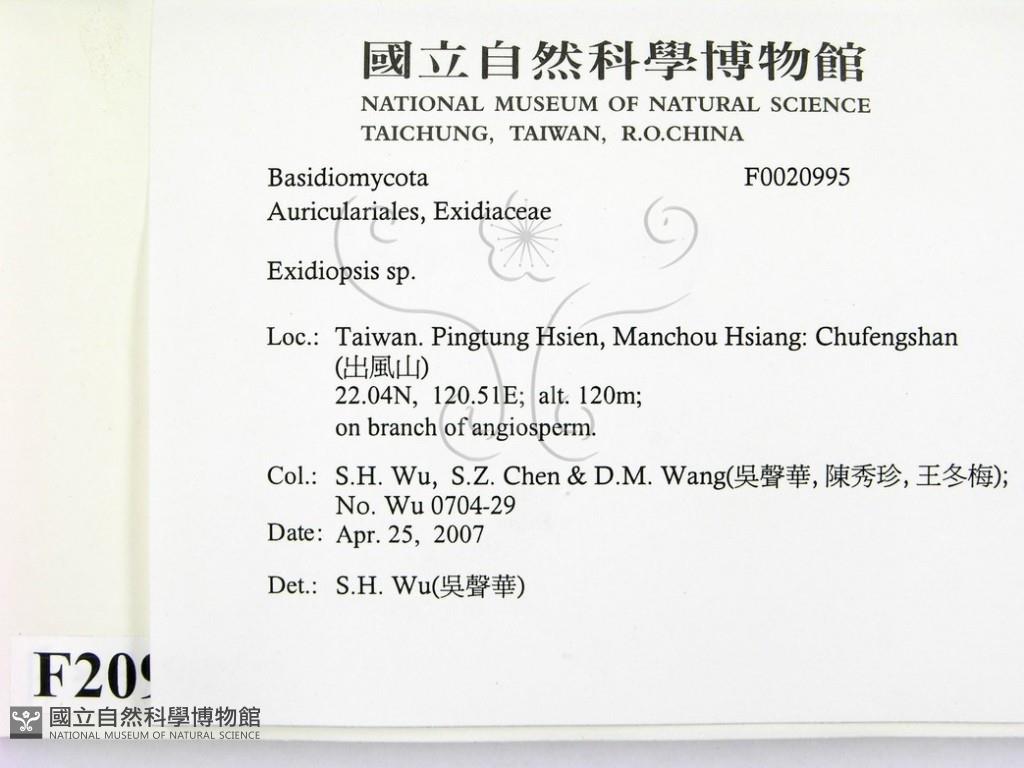 國立自然科學博物館
NATIONAL MUSEUM OF NATURAL SCIENCE
TAICHUNG, TAIWAN, R.O.CHINA
Basidiomycota F0020995
Auriculariales, Exidiaceae
Exidiopsis sp.
Loc.: Taiwan. Pingtung Hsien, Manchou Hsiang: Chufengshan
(出風山)
22.04N, 120.51E; alt. 120m;
on branch of angiosperm.
Col.: S.H. Wu, S.Z. Chen & D.M. Wang(吳聲華, 陳秀珍, 王冬梅);
No. Wu 0704-29
Date: Apr. 25, 2007
Det.: S.H. Wu(吳聲華)
F209
國立自然科學博物館
NATIONAL MUSEUM OF NATURAL SCIENCE